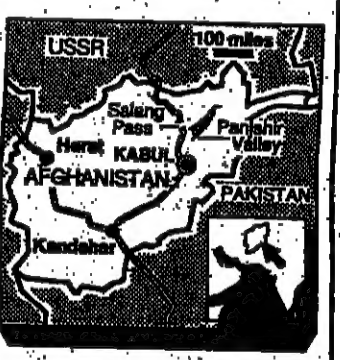 USSR
100 miles
Salang
Pass
Panjshir
Valley
Herat
KABUL
AFGHANISTAN
PAKISTAN
Kandahar